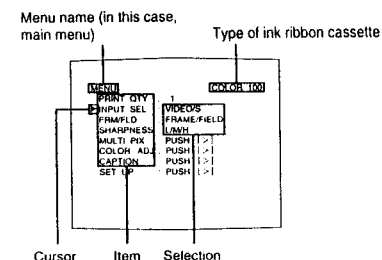 Menu name (in this case,
main menu)
Type of ink ribbon cassette
MENU
COLOR 100
PRINT QTY : 1
INPUT SEL : VIDEO/S
FRM/FLD : FRAME/FIELD
SHARPNESS : L/M/H
MULTI PIX : PUSH [>]
COLOR ADJ : PUSH [>]
CAPTION : PUSH [>]
SET UP : PUSH [>]
Cursor
Item
Selection